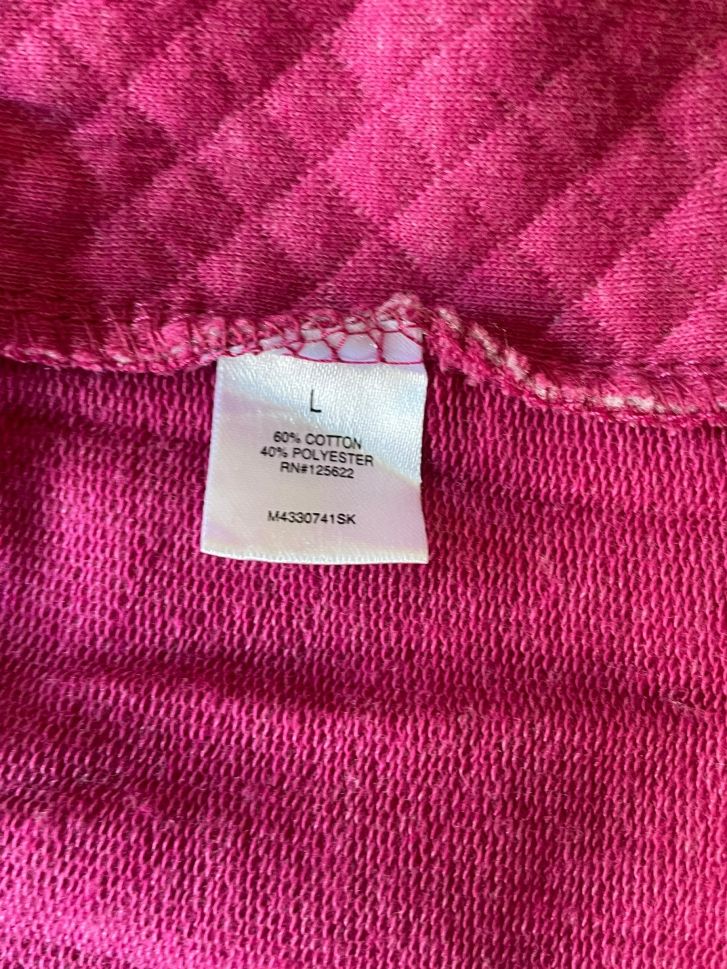 L
60% COTTON
40% POLYESTER
RN#125622
M4330741SK